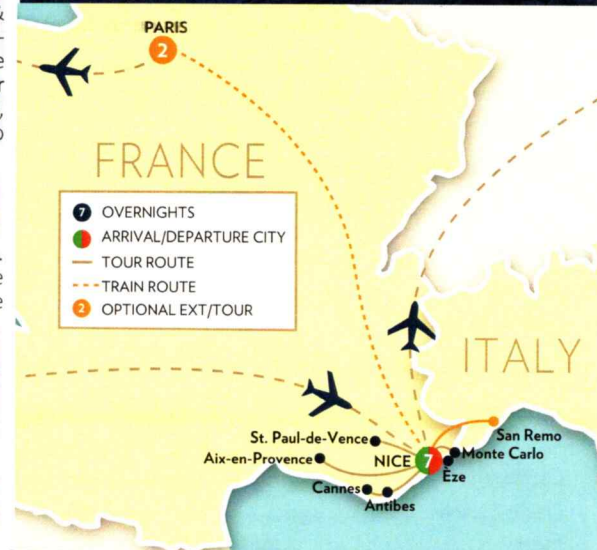 PARIS
2
FRANCE
7 OVERNIGHTS
ARRIVAL/DEPARTURE CITY
TOUR ROUTE
TRAIN ROUTE
2 OPTIONAL EXT/TOUR
ITALY
San Remo
St. Paul-de-Vence
Monte Carlo
Aix-en-Provence
NICE 7
Èze
Cannes
Antibes